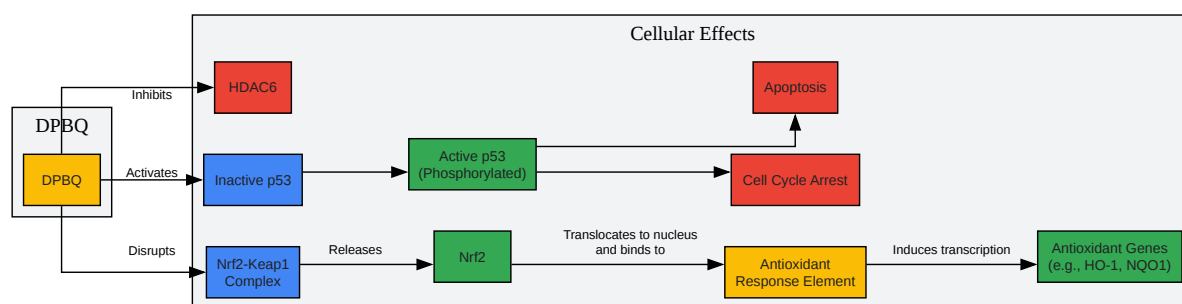 Cellular Effects
HDAC6
Apoptosis
Inhibits
DPBQ
DPBQ
Activates
Inactive p53
Active p53
(Phosphorylated)
Cell Cycle Arrest
Disrupts
Nrf2-Keap1
Complex
Releases
Nrf2
Translocates to nucleus
and binds to
Antioxidant
Response Element
Induces transcription
Antioxidant Genes
(e.g., HO-1, NQO1)